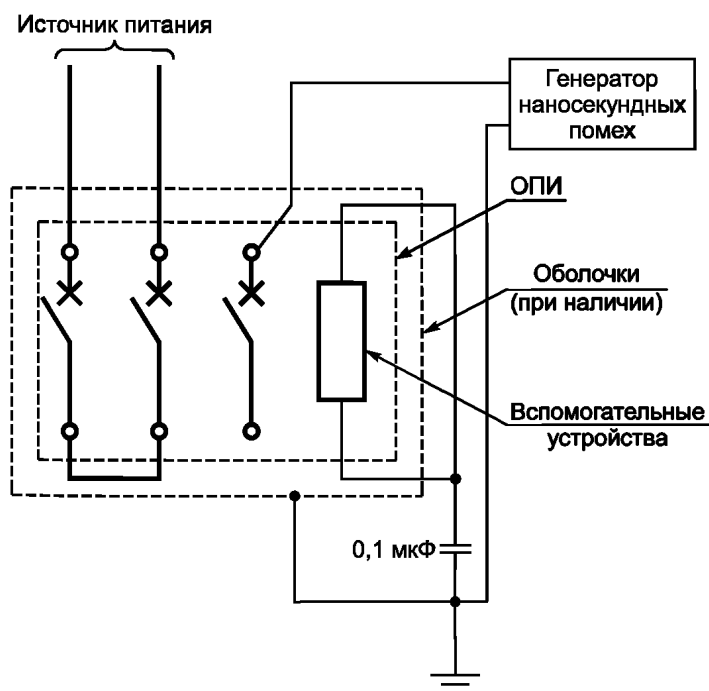 Источник питания
Генератор
наносекундных
помех
ОПИ
Оболочки
(при наличии)
Вспомогательные
устройства
0,1 мкФ